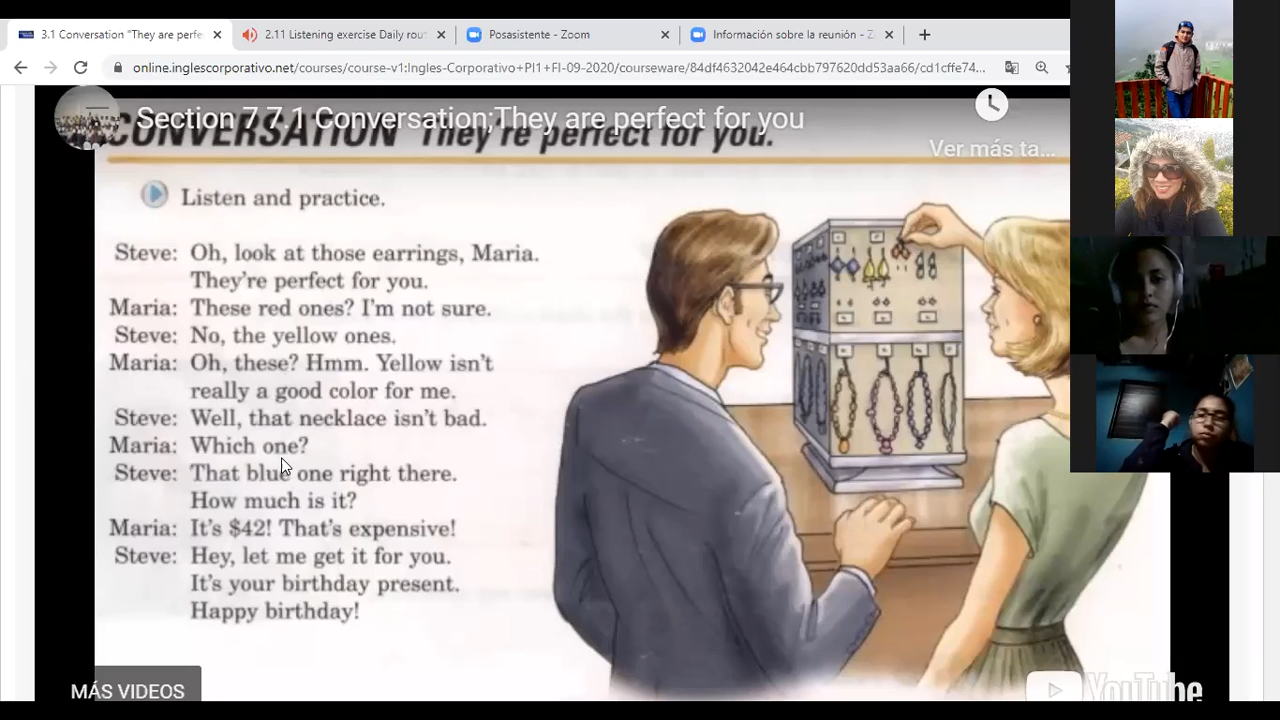 3.1 Conversation "They are perfe
2.11 Listening exercise Daily rou
Posasistente - Zoom
Información sobre la reunión - Z
online.inglescorporativo.net/courses/course-v1:Ingles-Corporativo+PI1+FI-09-2020/courseware/84df4632042e464cbb797620dd53aa66/cd1cffe74...
Section 7 7.1 Conversation;They are perfect for you
CONVERSATION They're perfect for you.
Ver más ta...
Listen and practice.
Steve: Oh, look at those earrings, Maria.
They're perfect for you.
Maria: These red ones? I'm not sure.
Steve: No, the yellow ones.
Maria: Oh, these? Hmm. Yellow isn't
really a good color for me.
Steve: Well, that necklace isn't bad.
Maria: Which one?
Steve: That blue one right there.
How much is it?
Maria: It's $42! That's expensive!
Steve: Hey, let me get it for you.
It's your birthday present.
Happy birthday!
MÁS VIDEOS
YouTube